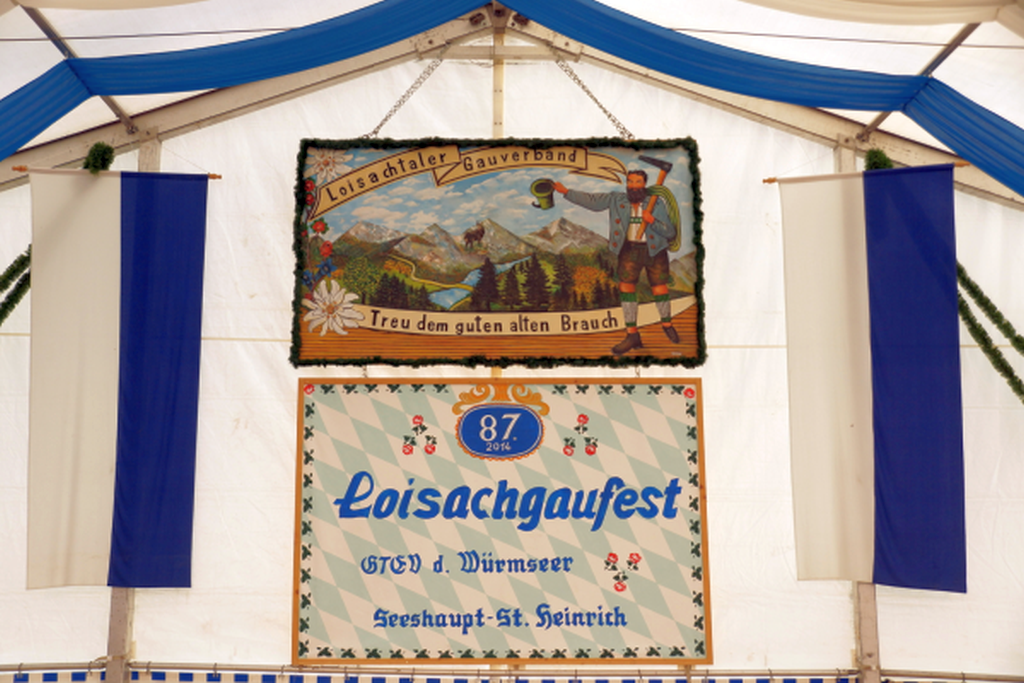 Loisachtaler Gauverband
Treu dem guten alten Brauch
87.
2014
Loisachgaufest
GTEV d. Würmseer
Seeshaupt-St. Heinrich